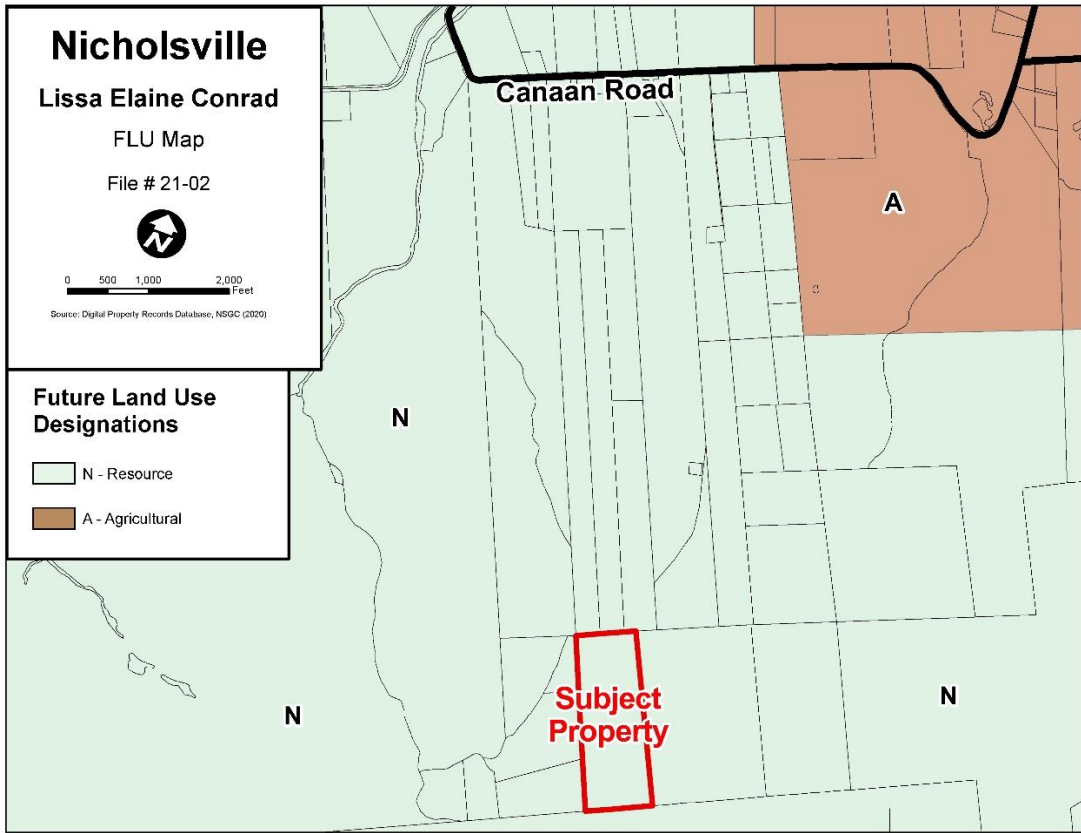 Nicholsville
Lissa Elaine Conrad
FLU Map
File # 21-02
N
0 500 1,000 2,000
Feet
Source: Digital Property Records Database, NSGC (2020)
Future Land Use
Designations
N - Resource
A - Agricultural
Canaan Road
A
N
N
N
Subject
Property